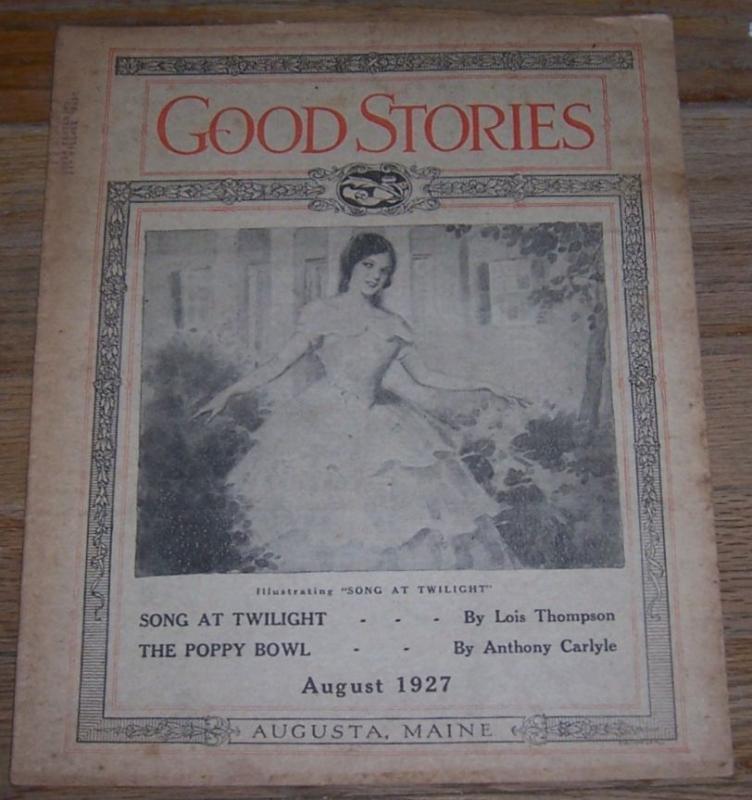 GOOD STORIES
Illustrating "SONG AT TWILIGHT"
SONG AT TWILIGHT - - - By Lois Thompson
THE POPPY BOWL - - By Anthony Carlyle
August 1927
AUGUSTA, MAINE